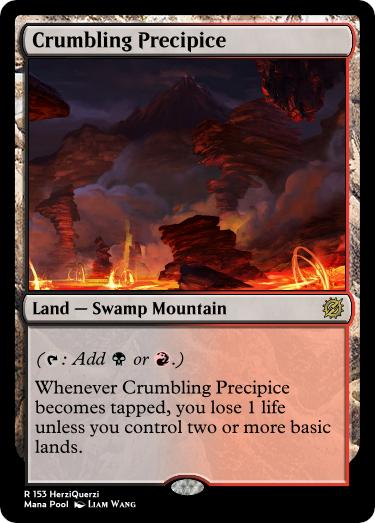 Crumbling Precipice
Land — Swamp Mountain
(: Add or .)
Whenever Crumbling Precipice
becomes tapped, you lose 1 life
unless you control two or more basic
lands.
R 153 HerziQuerzi
Mana Pool Liam Wang